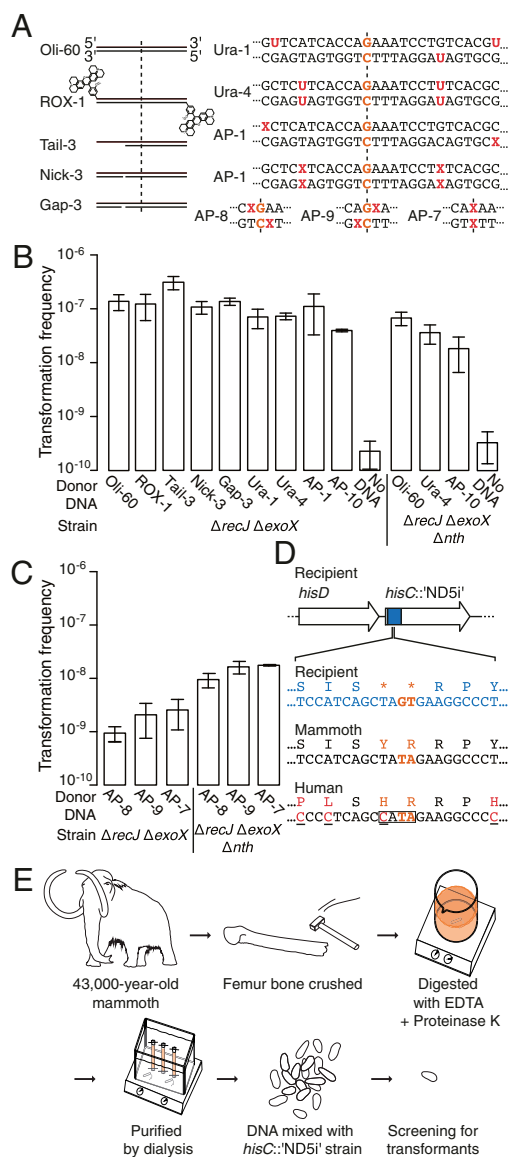 A
Oli-60 5' 5'
3' 3'
ROX-1
Tail-3
Nick-3
Gap-3
Ura-1 ···GUTCATCACCAGAAATCCTGTCACGU···
···CGAGTAGTGGTCTTTAGGAUAGTGCG···
Ura-4 ···GCTCUTCACCAGAAATCCUGTCACGC···
···CGAGUAGTGGTCTTTAGGAUAGTGCG···
AP-1 ···XCTCATCACCAGAAATCCTGTCACGC···
···CGAGTAGTGGTCTTTAGGACAGTGCX···
AP-1 ···GCTCXTCACCAGAAATCCTXTCACGC···
···CGAGXAGTGGTCTTTAGGAXAGTGCG···
AP-8 ···CXGAA···
···GTCXT···
AP-9 ···CAGXA···
···GXCTT···
AP-7 ···CAXAA···
···GTXTT···
B
Transformation frequency
10-6
10-7
10-8
10-9
10-10
Donor DNA
Oli-60
ROX-1
Tail-3
Nick-3
Gap-3
Ura-1
Ura-4
AP-1
AP-10
No DNA
Oli-60
Ura-4
AP-10
No DNA
Strain
ΔrecJ ΔexoX
ΔrecJ ΔexoX
Δnth
C
Transformation frequency
10-6
10-7
10-8
10-9
10-10
Donor DNA
AP-8
AP-9
AP-7
AP-8
AP-9
AP-7
Strain
ΔrecJ ΔexoX
ΔrecJ ΔexoX
Δnth
D
Recipient
hisD hisC::'ND5i'
Recipient
S I S * * R P Y
...TCCATCAGCTAGTGAAGGCCCT...
Mammoth
S I S Y R R P Y
...TCCATCAGCTATAGAAGGCCCT...
Human
P L S H R R P H
...CCCCTCAGCCATAGAAGGCCCC...
E
43,000-year-old
mammoth
Femur bone crushed
Digested
with EDTA
+ Proteinase K
Purified
by dialysis
DNA mixed with
hisC::'ND5i' strain
Screening for
transformants